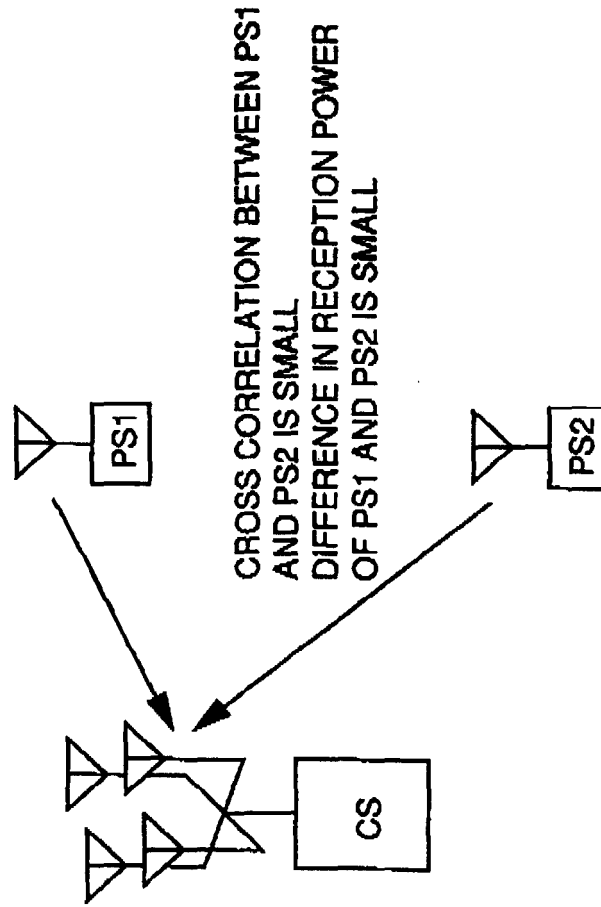 PS1
CROSS CORRELATION BETWEEN PS1
AND PS2 IS SMALL
DIFFERENCE IN RECEPTION POWER
OF PS1 AND PS2 IS SMALL
CS
PS2